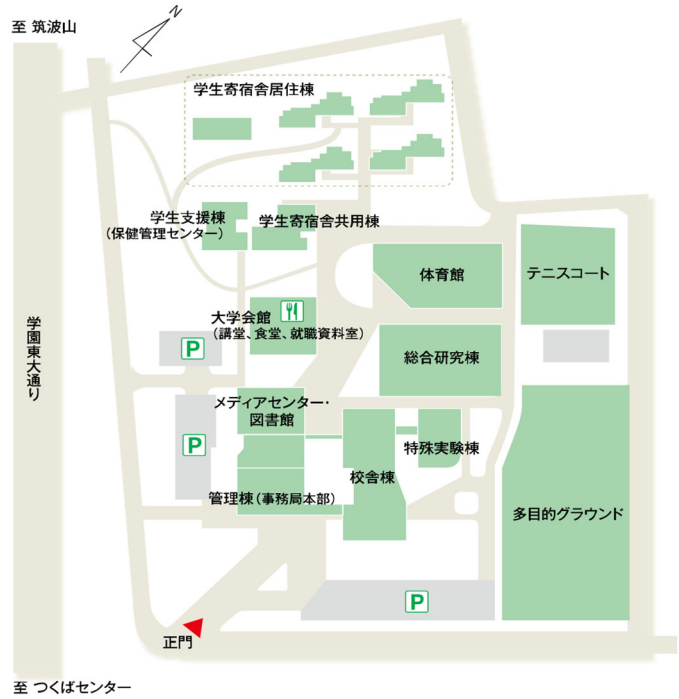 至 筑波山
N
学生寄宿舎居住棟
学生支援棟
(保健管理センター)
学生寄宿舎共用棟
体育館
テニスコート
大学会館
(講堂、食堂、就職資料室)
学園東大通り
P
総合研究棟
メディアセンター・
図書館
P
特殊実験棟
校舎棟
管理棟(事務局本部)
多目的グラウンド
P
正門
至 つくばセンター